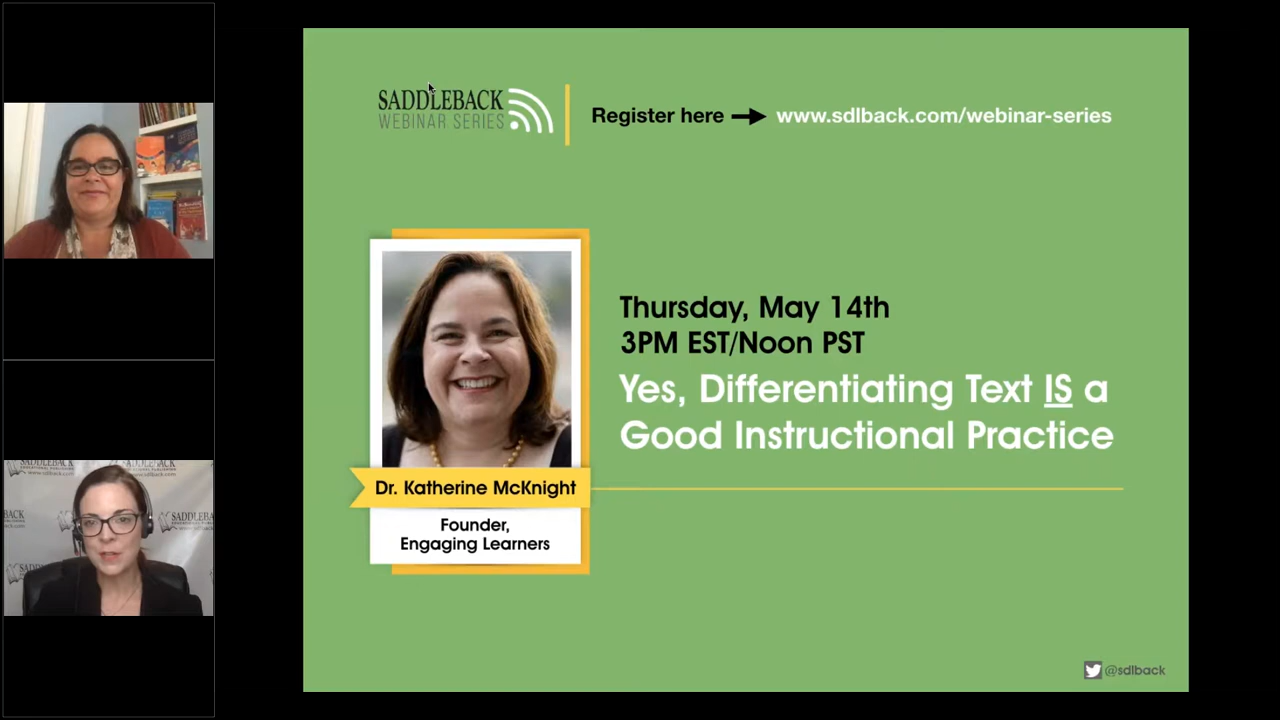 SADDLEBACK
WEBINAR SERIES
Register here
www.sdlback.com/webinar-series
Thursday, May 14th
3PM EST/Noon PST
Yes, Differentiating Text IS a
Good Instructional Practice
Dr. Katherine McKnight
Founder,
Engaging Learners
@sdlback
SADDLEBACK